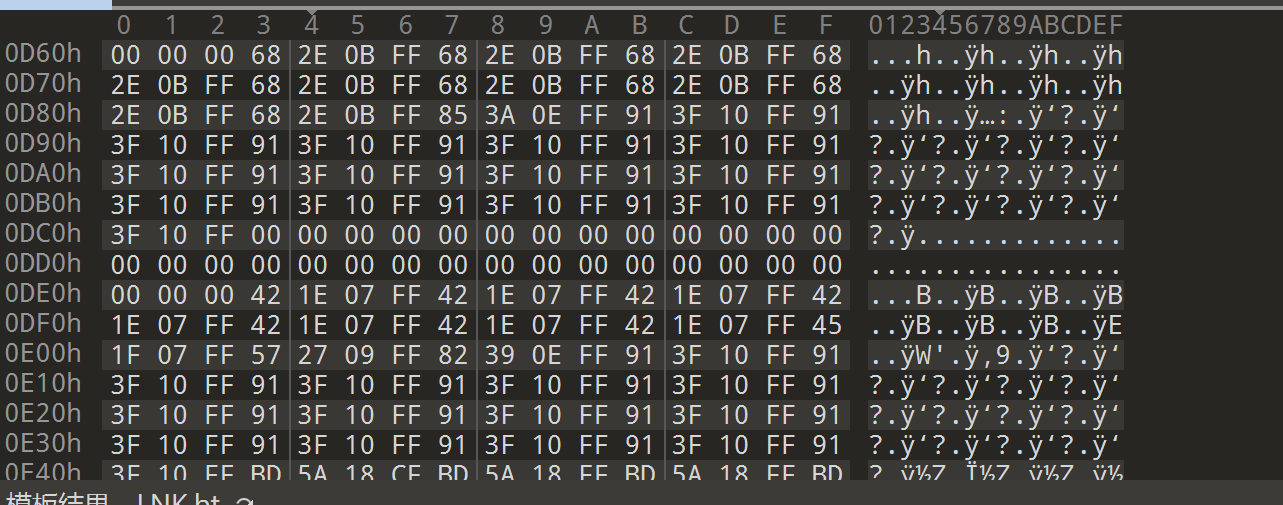 0 1 2 3 4 5 6 7 8 9 A B C D E F 0123456789ABCDEF
0D60h 00 00 00 68 2E 0B FF 68 2E 0B FF 68 2E 0B FF 68 ...h..ÿh..ÿh..ÿh
0D70h 2E 0B FF 68 2E 0B FF 68 2E 0B FF 68 2E 0B FF 68 ..ÿh..ÿh..ÿh..ÿh
0D80h 2E 0B FF 68 2E 0B FF 85 3A 0E FF 91 3F 10 FF 91 ..ÿh..ÿ…:.ÿ‘?.ÿ‘
0D90h 3F 10 FF 91 3F 10 FF 91 3F 10 FF 91 3F 10 FF 91 ?.ÿ‘?.ÿ‘?.ÿ‘?.ÿ‘
0DA0h 3F 10 FF 91 3F 10 FF 91 3F 10 FF 91 3F 10 FF 91 ?.ÿ‘?.ÿ‘?.ÿ‘?.ÿ‘
0DB0h 3F 10 FF 91 3F 10 FF 91 3F 10 FF 91 3F 10 FF 91 ?.ÿ‘?.ÿ‘?.ÿ‘?.ÿ‘
0DC0h 3F 10 FF 00 00 00 00 00 00 00 00 00 00 00 00 00 ?.ÿ.............
0DD0h 00 00 00 00 00 00 00 00 00 00 00 00 00 00 00 00 ................
0DE0h 00 00 00 42 1E 07 FF 42 1E 07 FF 42 1E 07 FF 42 ...B..ÿB..ÿB..ÿB
0DF0h 1E 07 FF 42 1E 07 FF 42 1E 07 FF 42 1E 07 FF 45 ..ÿB..ÿB..ÿB..ÿE
0E00h 1F 07 FF 57 27 09 FF 82 39 0E FF 91 3F 10 FF 91 ..ÿW'.ÿ‚9.ÿ‘?.ÿ‘
0E10h 3F 10 FF 91 3F 10 FF 91 3F 10 FF 91 3F 10 FF 91 ?.ÿ‘?.ÿ‘?.ÿ‘?.ÿ‘
0E20h 3F 10 FF 91 3F 10 FF 91 3F 10 FF 91 3F 10 FF 91 ?.ÿ‘?.ÿ‘?.ÿ‘?.ÿ‘
0E30h 3F 10 FF 91 3F 10 FF 91 3F 10 FF 91 3F 10 FF 91 ?.ÿ‘?.ÿ‘?.ÿ‘?.ÿ‘
0E40h 3F 10 FF BD 5A 18 CF BD 5A 18 FF BD 5A 18 FF BD ?.ÿ½Z.Ï½Z.ÿ½Z.ÿ½
模板结果 - LNK.bt